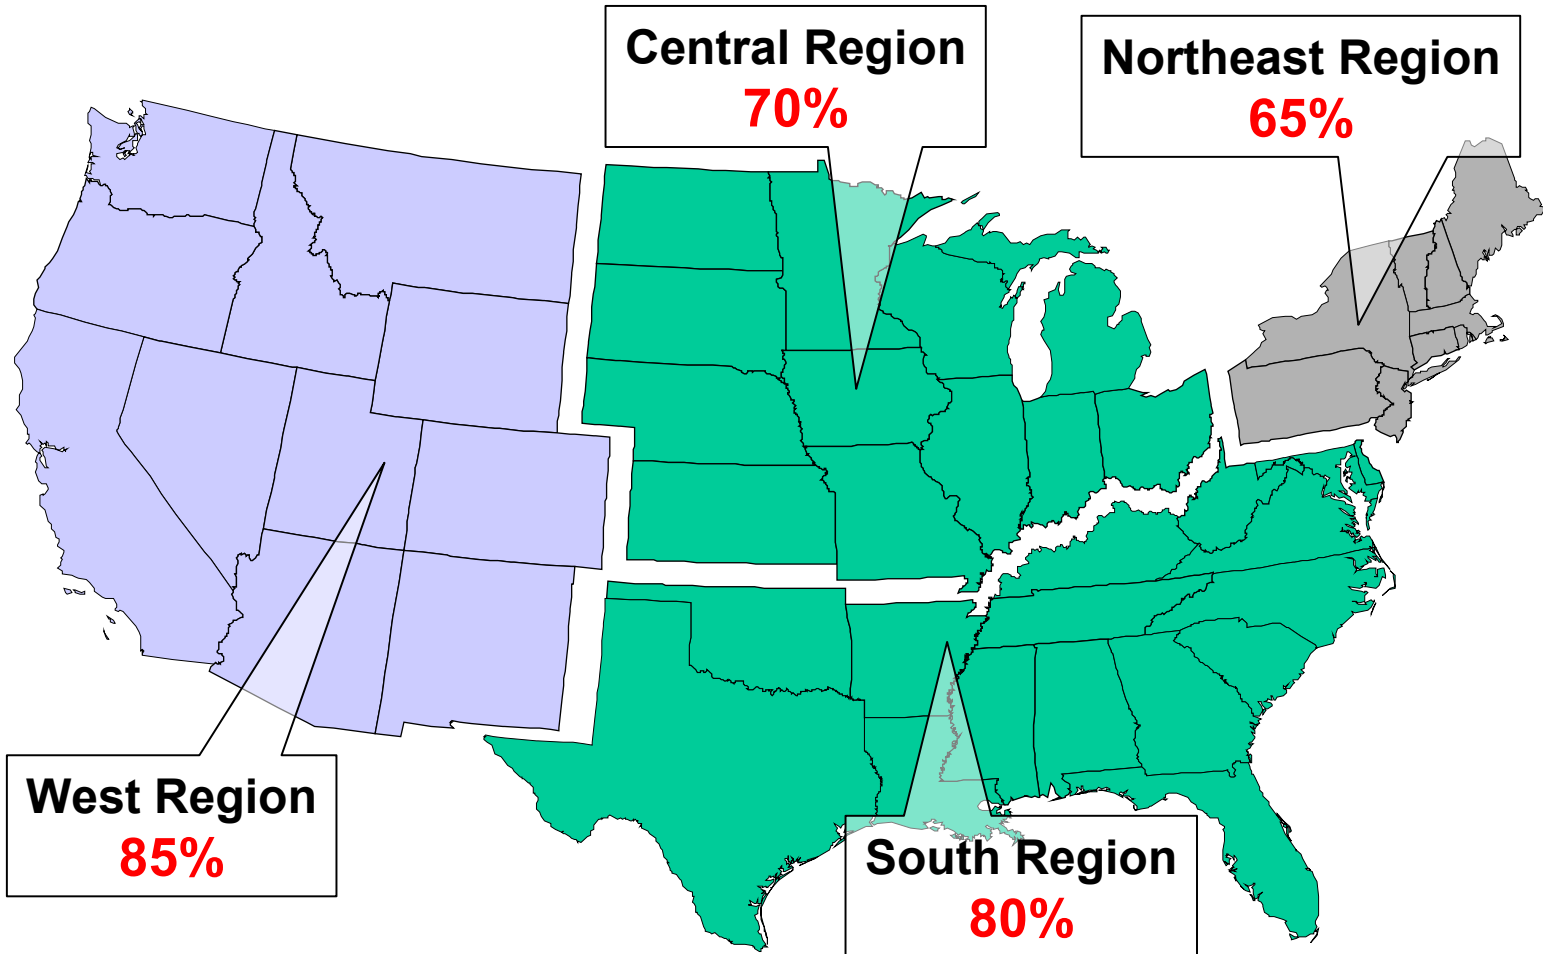 Central Region
70%
Northeast Region
65%
West Region
85%
South Region
80%